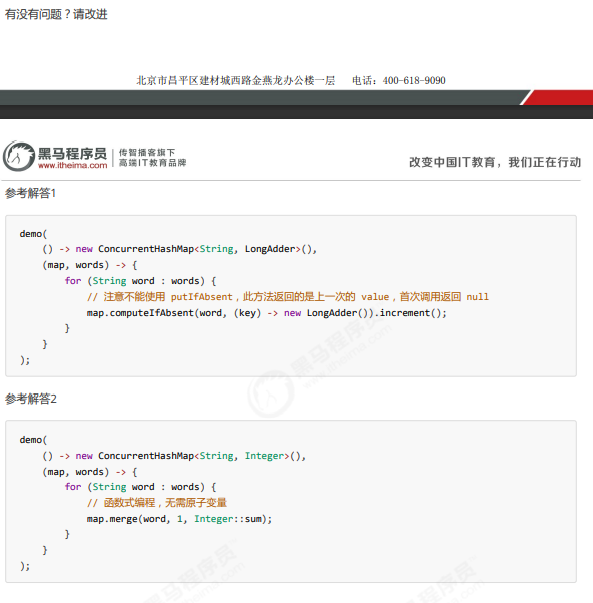 有没有问题？请改进
北京市昌平区建材城西路金燕龙办公楼一层 电话：400-618-9090
黑马程序员
www.itheima.com
传智播客旗下
高端IT教育品牌
改变中国IT教育，我们正在行动
参考解答1
demo(
    () -> new ConcurrentHashMap<String, LongAdder>(),
    (map, words) -> {
        for (String word : words) {
            // 注意不能使用 putIfAbsent，此方法返回的是上一次的 value，首次调用返回 null
            map.computeIfAbsent(word, (key) -> new LongAdder()).increment();
        }
    }
);
参考解答2
demo(
    () -> new ConcurrentHashMap<String, Integer>(),
    (map, words) -> {
        for (String word : words) {
            // 函数式编程，无需原子变量
            map.merge(word, 1, Integer::sum);
        }
    }
);